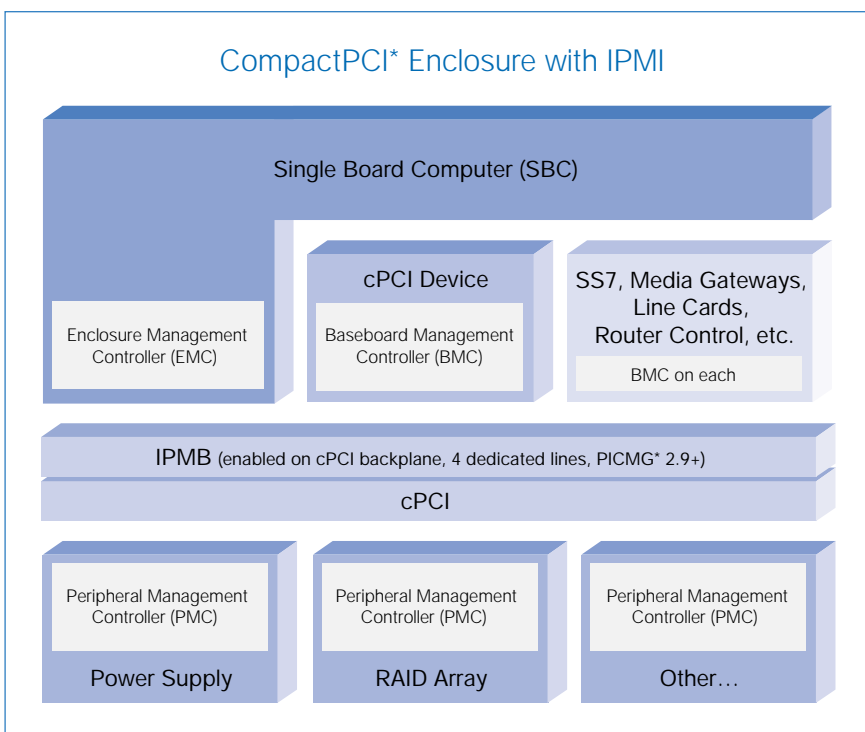 CompactPCI* Enclosure with IPMI
Single Board Computer (SBC)
Enclosure Management
Controller (EMC)
cPCI Device
Baseboard Management
Controller (BMC)
SS7, Media Gateways,
Line Cards,
Router Control, etc.
BMC on each
IPMB (enabled on cPCI backplane, 4 dedicated lines, PICMG* 2.9+)
cPCI
Peripheral Management
Controller (PMC)
Power Supply
Peripheral Management
Controller (PMC)
RAID Array
Peripheral Management
Controller (PMC)
Other…